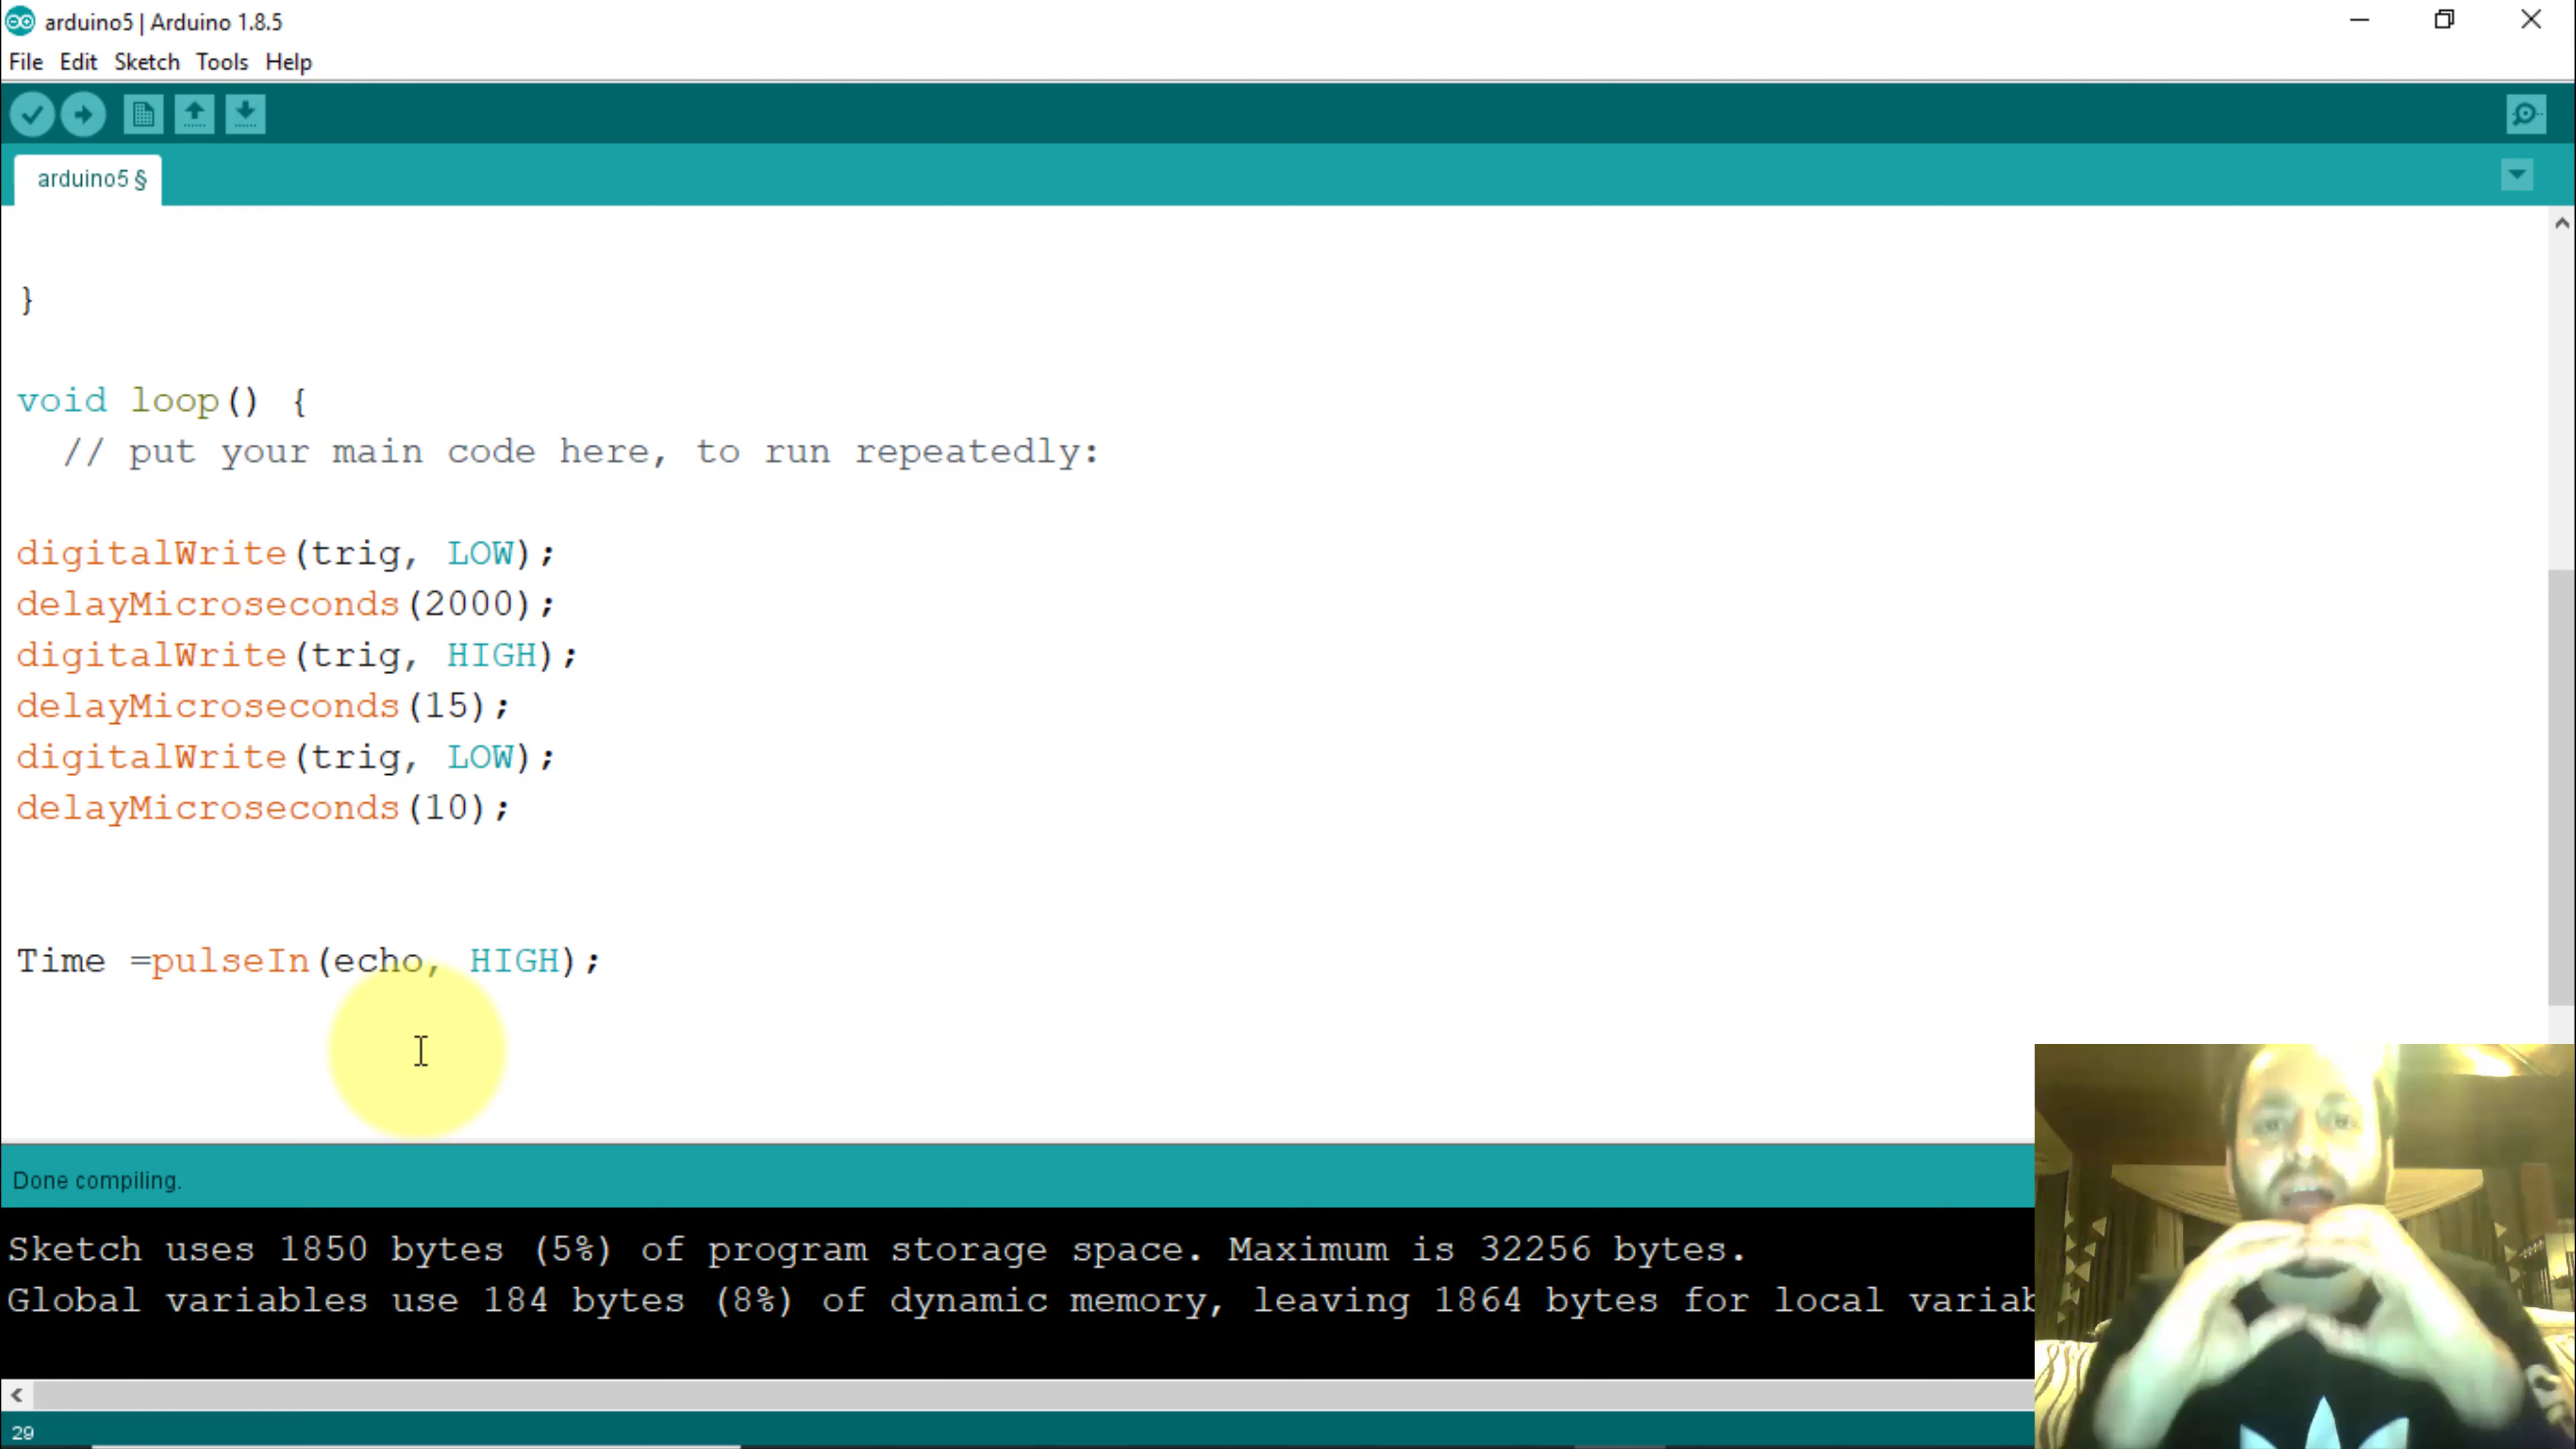 arduino5 | Arduino 1.8.5
File Edit Sketch Tools Help
arduino5 §
}
void loop() {
// put your main code here, to run repeatedly:
digitalWrite(trig, LOW);
delayMicroseconds(2000);
digitalWrite(trig, HIGH);
delayMicroseconds(15);
digitalWrite(trig, LOW);
delayMicroseconds(10);
Time =pulseIn(echo, HIGH);
Done compiling.
Sketch uses 1850 bytes (5%) of program storage space. Maximum is 32256 bytes.
Global variables use 184 bytes (8%) of dynamic memory, leaving 1864 bytes for local variab
29